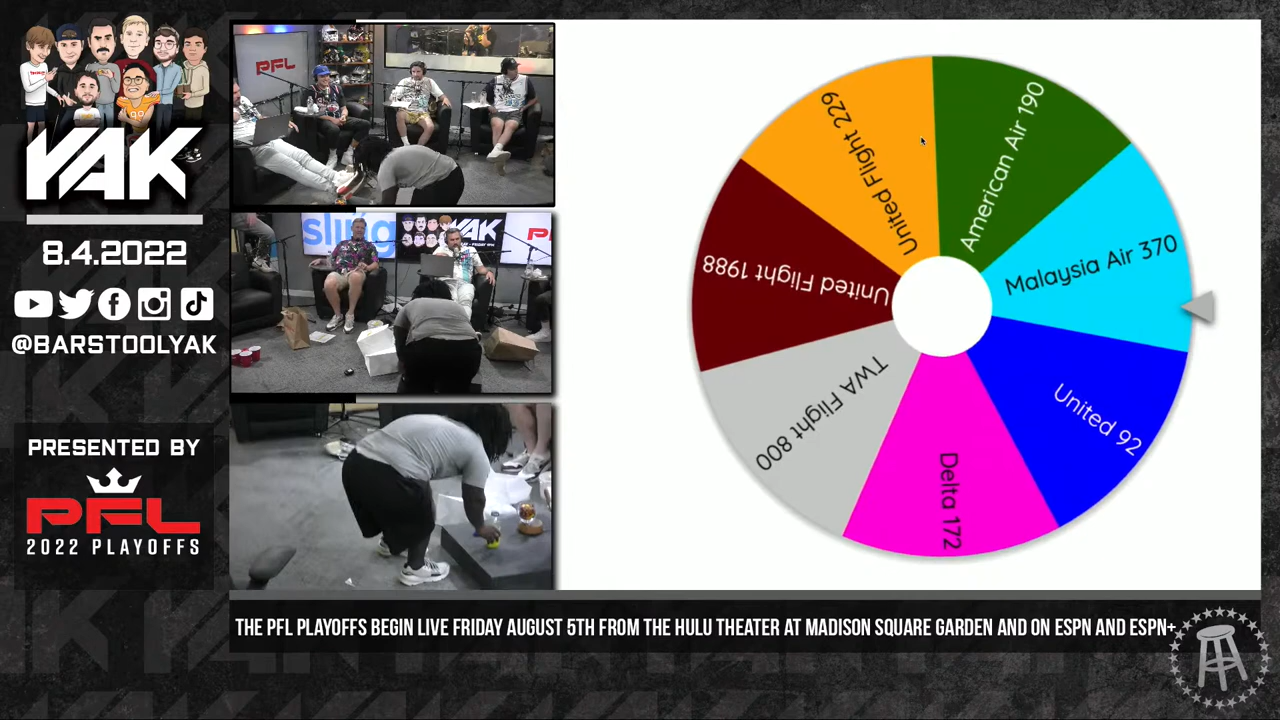 YAK
8.4.2022
@BARSTOOLYAK
PRESENTED BY
PFL
2022 PLAYOFFS
PFL
sling
YAK
American Air 190
Malaysia Air 370
United 92
Delta 172
TWA Flight 800
United Flight 1988
United Flight 229
THE PFL PLAYOFFS BEGIN LIVE FRIDAY AUGUST 5TH FROM THE HULU THEATER AT MADISON SQUARE GARDEN AND ON ESPN AND ESPN+